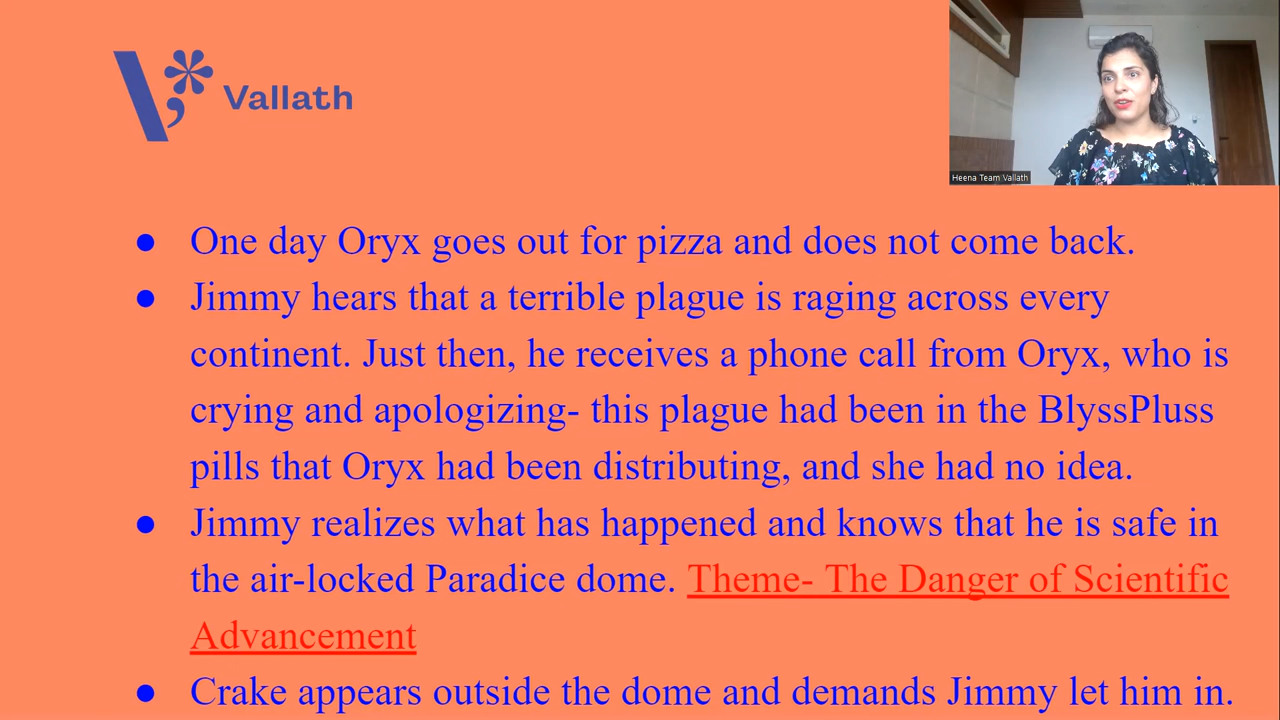 Vallath
Heena Team Vallath
● One day Oryx goes out for pizza and does not come back.
● Jimmy hears that a terrible plague is raging across every
continent. Just then, he receives a phone call from Oryx, who is
crying and apologizing- this plague had been in the BlyssPluss
pills that Oryx had been distributing, and she had no idea.
● Jimmy realizes what has happened and knows that he is safe in
the air-locked Paradice dome. Theme- The Danger of Scientific
Advancement
● Crake appears outside the dome and demands Jimmy let him in.